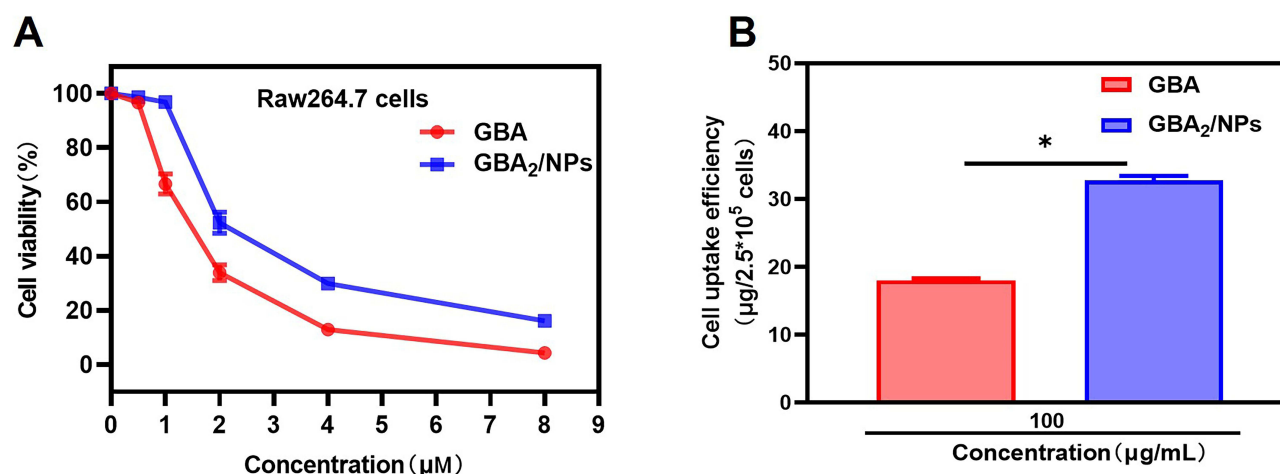 A
Raw264.7 cells
GBA
GBA₂/NPs
Cell viability(%)
100
80
60
40
20
0
0 1 2 3 4 5 6 7 8 9
Concentration(μM)
B
GBA
GBA₂/NPs
*
Cell uptake efficiency
(μg/2.5*10⁵ cells)
50
40
30
20
10
0
100
Concentration(μg/mL)